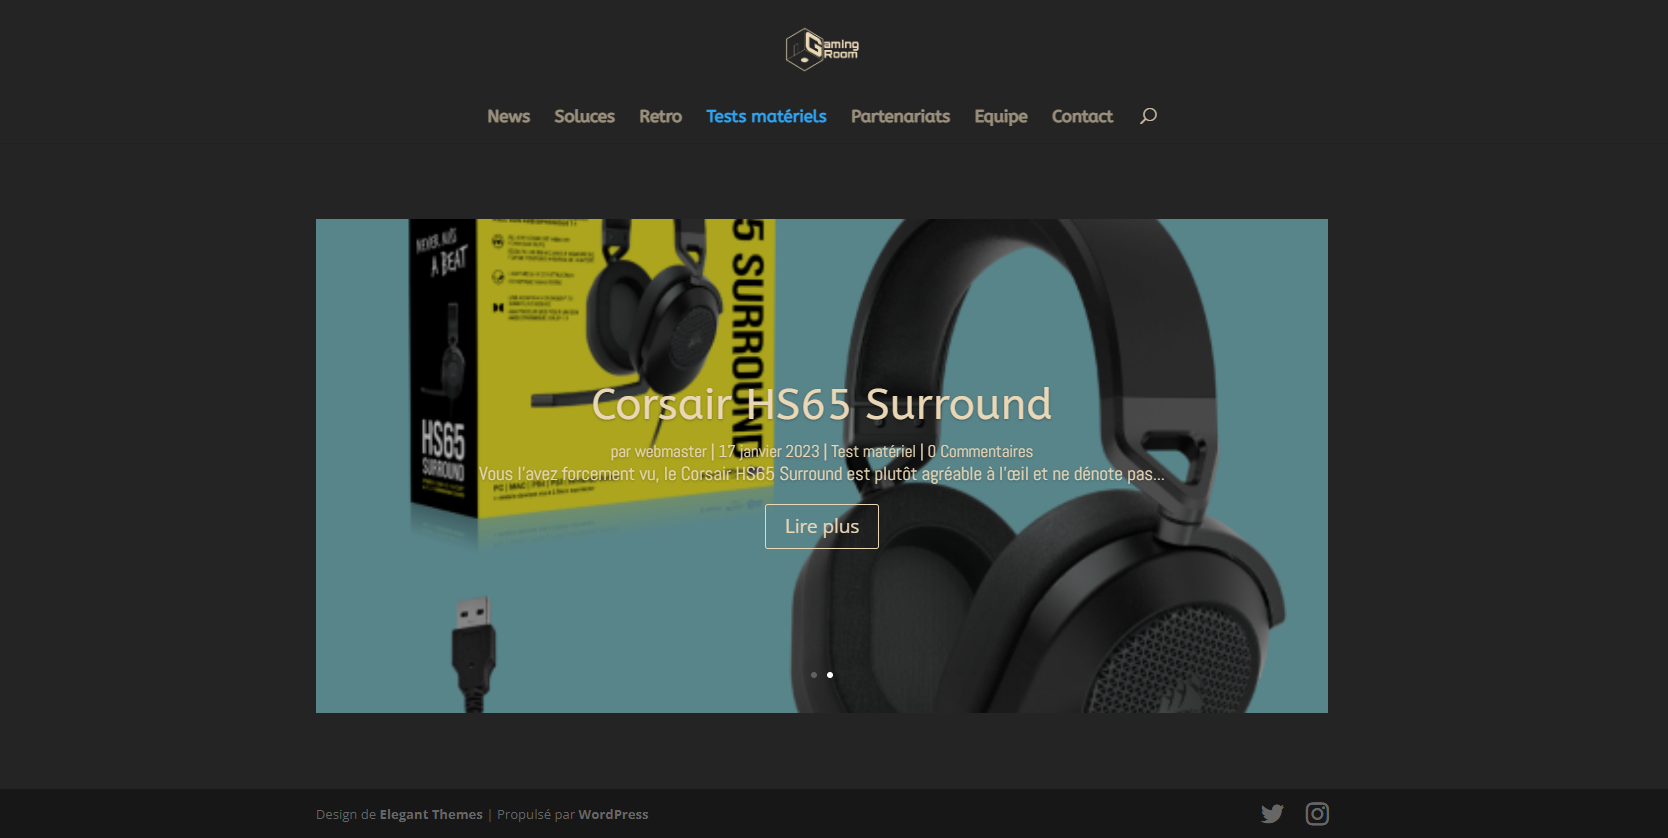 Gaming
Room
News Soluces Retro Tests matériels Partenariats Equipe Contact
NEVER MISS
A BEAT
5 SURROUND
HS65
SURROUND
PC | MAC |
Corsair HS65 Surround
par webmaster | 17 janvier 2023 | Test matériel | 0 Commentaires
Vous l'avez forcement vu, le Corsair HS65 Surround est plutôt agréable à l'œil et ne dénote pas...
Lire plus
Design de Elegant Themes | Propulsé par WordPress